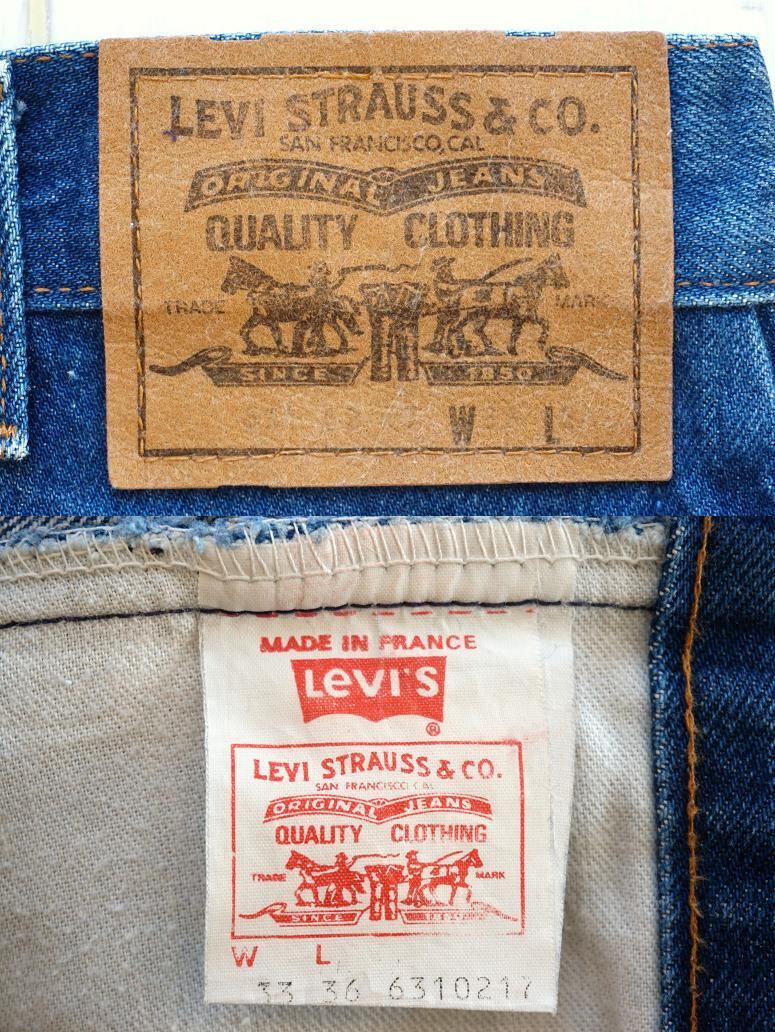 LEVI STRAUSS & CO.
SAN FRANCISCO, CAL
ORIGINAL JEANS
QUALITY CLOTHING
TRADE MARK
SINCE 1850
W L
MADE IN FRANCE
Levi's
®
LEVI STRAUSS & CO.
SAN FRANCISCO CAL
ORIGINAL JEANS
QUALITY CLOTHING
TRADE MARK
SINCE 1850
W L
33 36 6310217